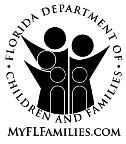 • FLORIDA DEPARTMENT OF •
CHILDREN AND FAMILIES
MYFLFAMILIES.COM